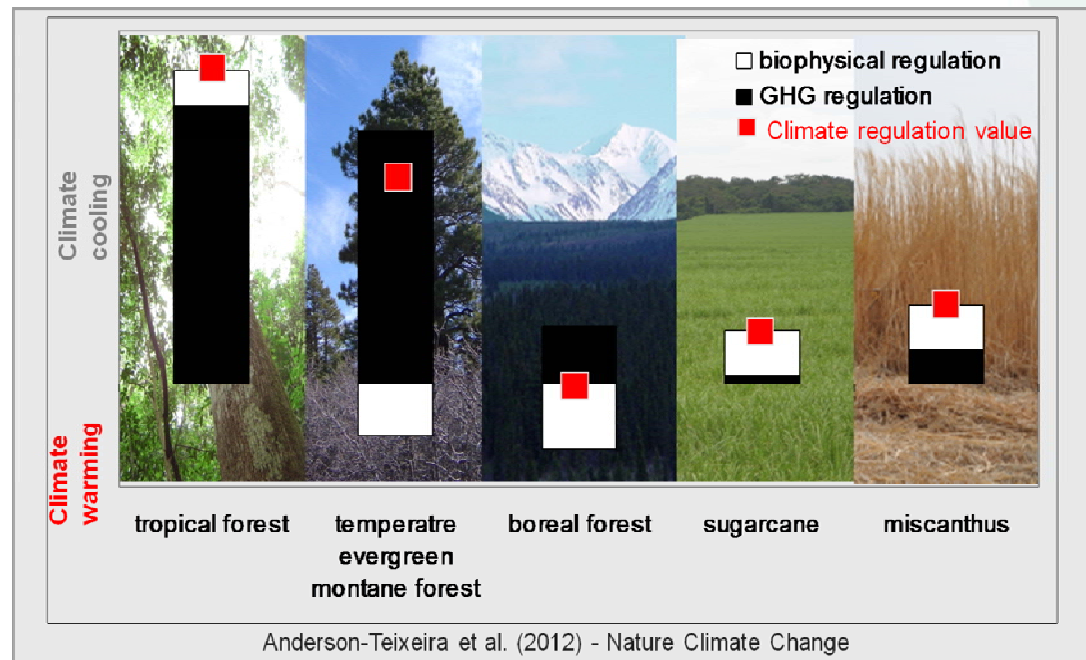 biophysical regulation
GHG regulation
Climate regulation value
Climate
cooling
Climate
warming
tropical forest
temperatre
evergreen
montane forest
boreal forest
sugarcane
miscanthus
Anderson-Teixeira et al. (2012) - Nature Climate Change